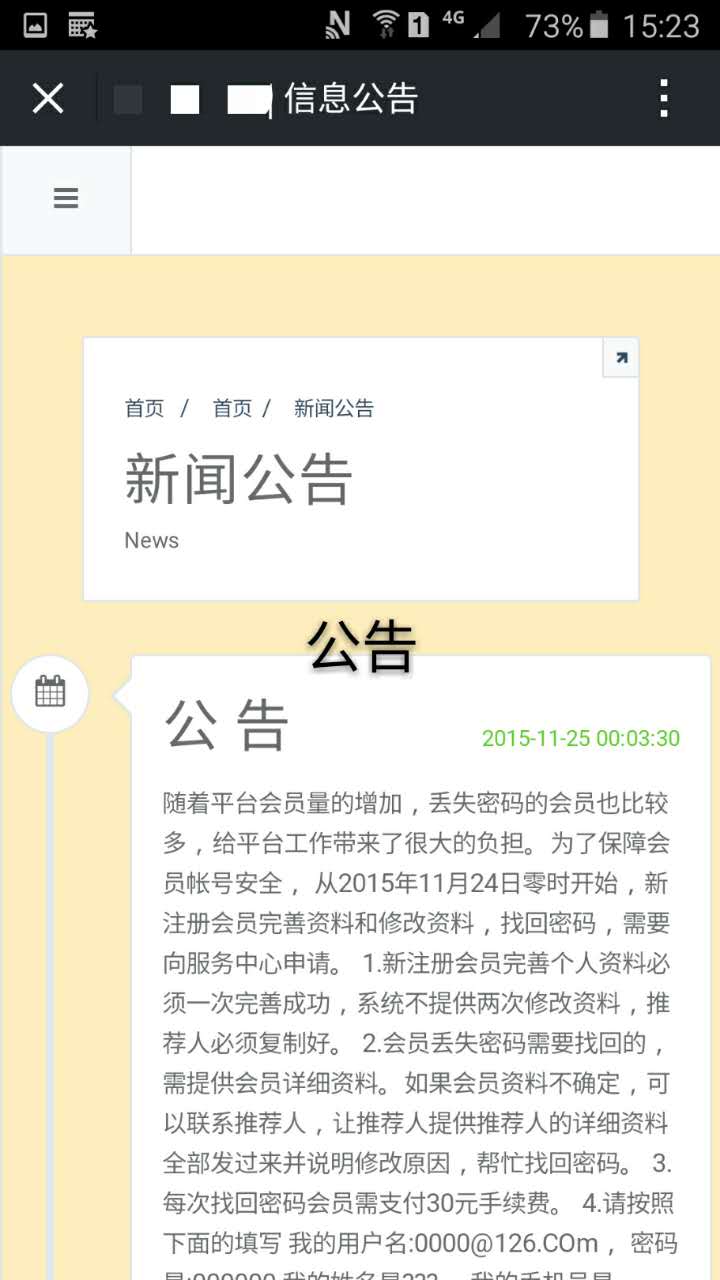 4G 73% 15:23
信息公告
首页 / 首页 / 新闻公告
新闻公告
News
公告
公 告
2015-11-25 00:03:30
随着平台会员量的增加，丢失密码的会员也比较
多，给平台工作带来了很大的负担。为了保障会
员帐号安全， 从2015年11月24日零时开始，新
注册会员完善资料和修改资料，找回密码，需要
向服务中心申请。 1.新注册会员完善个人资料必
须一次完善成功，系统不提供两次修改资料，推
荐人必须复制好。 2.会员丢失密码需要找回的，
需提供会员详细资料。如果会员资料不确定，可
以联系推荐人，让推荐人提供推荐人的详细资料
全部发过来并说明修改原因，帮忙找回密码。 3.
每次找回密码会员需支付30元手续费。 4.请按照
下面的填写 我的用户名:0000@126.COm， 密码